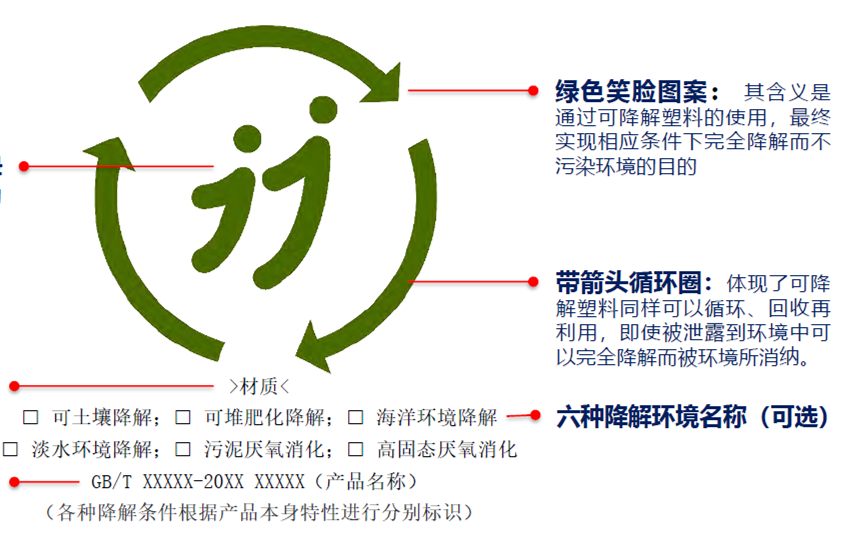 绿色笑脸图案： 其含义是
通过可降解塑料的使用，最终
实现相应条件下完全降解而不
污染环境的目的
带箭头循环圈：体现了可降
解塑料同样可以循环、回收再
利用，即使被泄露到环境中可
以完全降解而被环境所消纳。
>材质<
□ 可土壤降解；□ 可堆肥化降解；□ 海洋环境降解
六种降解环境名称（可选）
□ 淡水环境降解；□ 污泥厌氧消化；□ 高固态厌氧消化
GB/T XXXXX-20XX XXXXX（产品名称）
（各种降解条件根据产品本身特性进行分别标识）